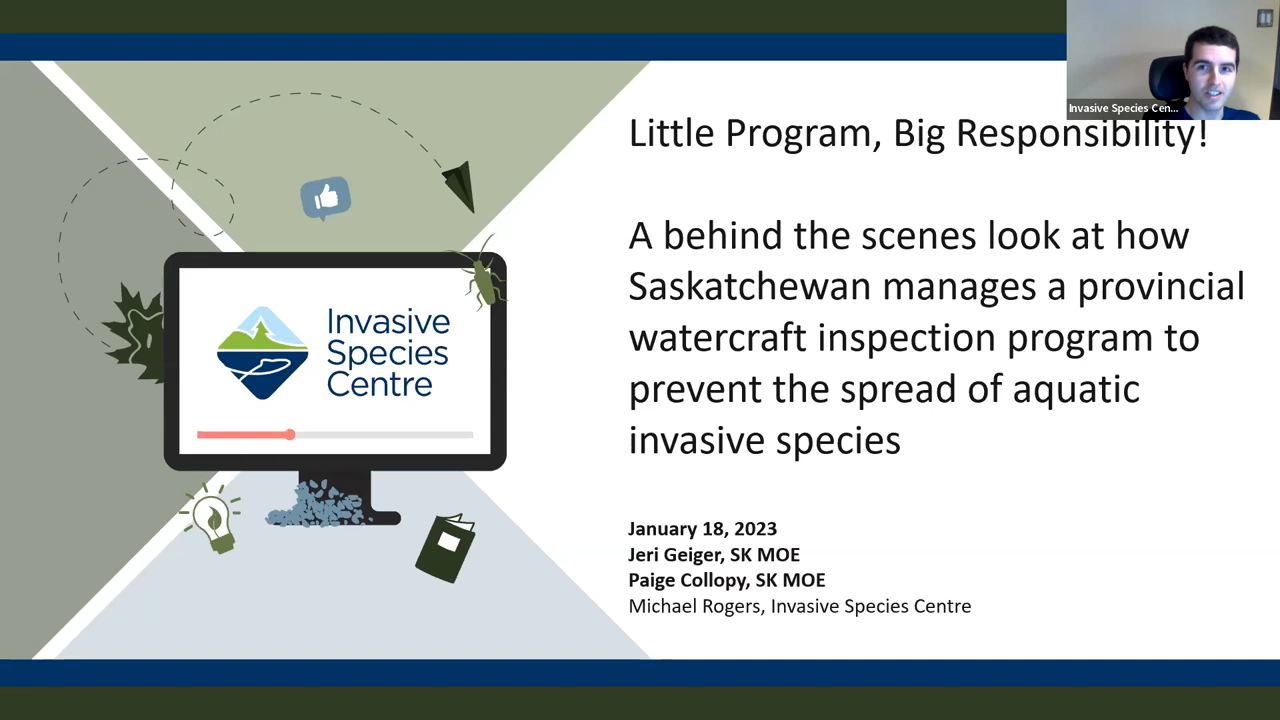 Invasive Species Cen...
Little Program, Big Responsibility!
A behind the scenes look at how
Saskatchewan manages a provincial
watercraft inspection program to
prevent the spread of aquatic
invasive species
Invasive
Species
Centre
January 18, 2023
Jeri Geiger, SK MOE
Paige Collopy, SK MOE
Michael Rogers, Invasive Species Centre